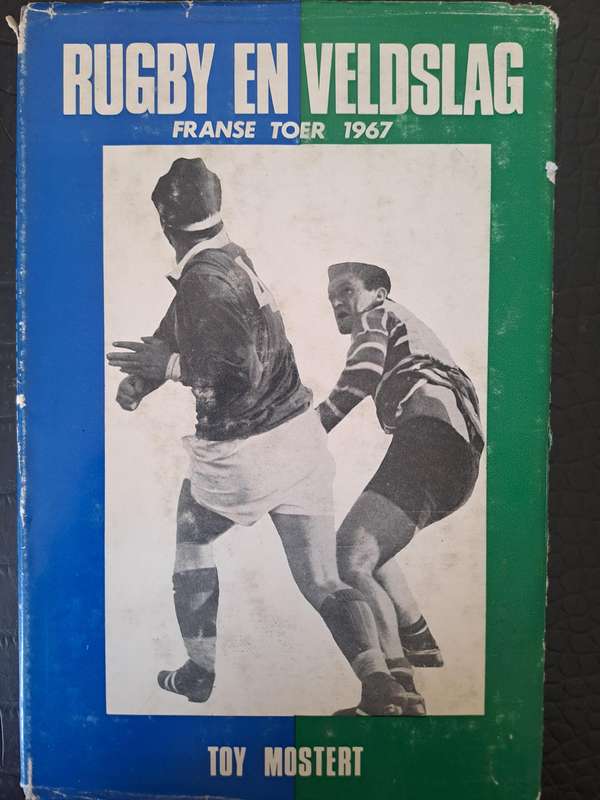 RUGBY EN VELDSLAG
FRANSE TOER 1967
TOY MOSTERT